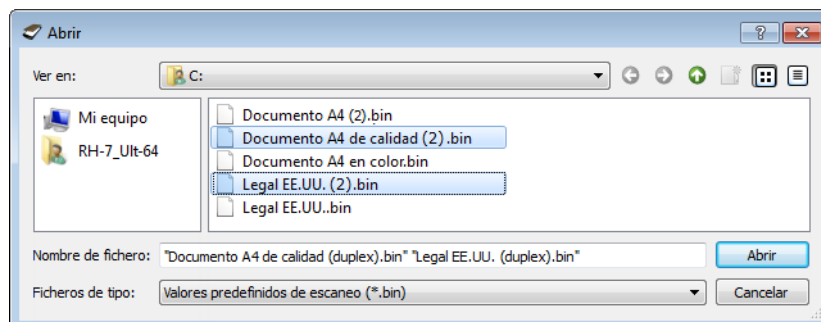 Abrir
Ver en: C:
Mi equipo
RH-7_Ult-64
Documento A4 (2).bin
Documento A4 de calidad (2).bin
Documento A4 en color.bin
Legal EE.UU. (2).bin
Legal EE.UU..bin
Nombre de fichero: "Documento A4 de calidad (duplex).bin" "Legal EE.UU. (duplex).bin" Abrir
Ficheros de tipo: Valores predefinidos de escaneo (*.bin) Cancelar